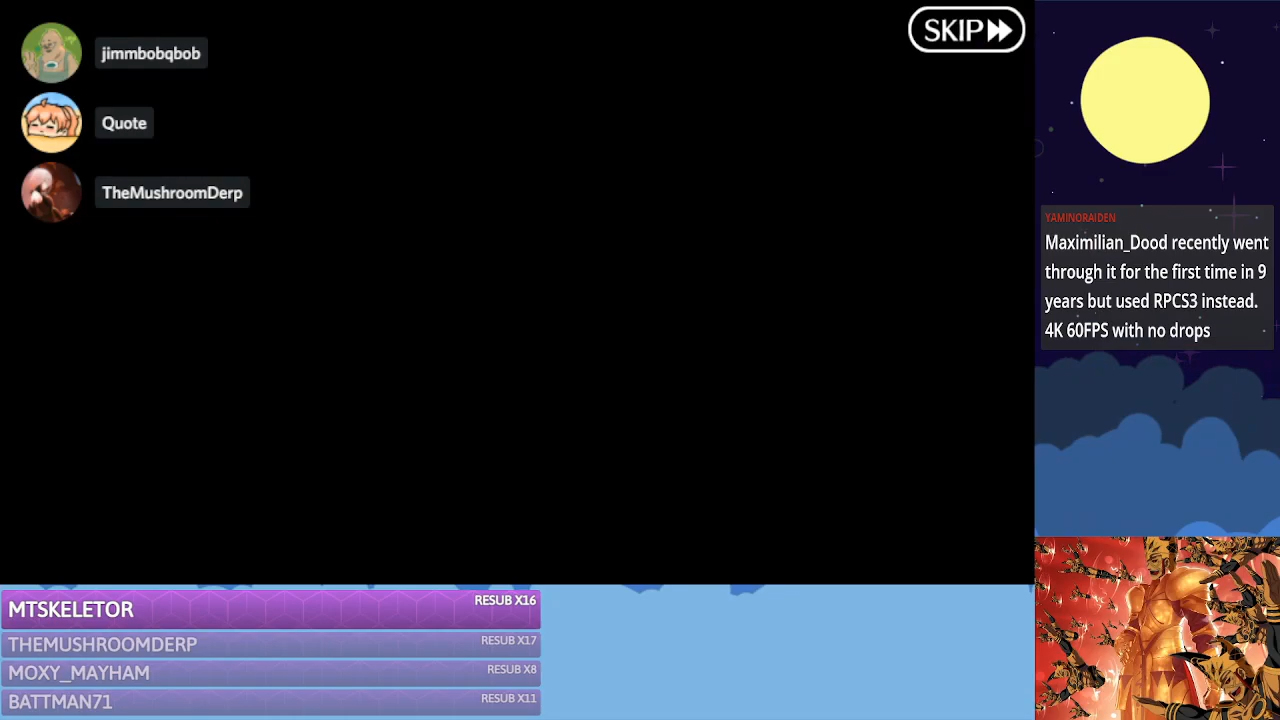 jimmbobqbob
SKIP
Quote
TheMushroomDerp
YAMINORAIDEN
Maximilian_Dood recently went
through it for the first time in 9
years but used RPCS3 instead.
4K 60FPS with no drops
MTSKELETOR RESUB X16
THEMUSHROOMDERP RESUB X17
MOXY_MAYHAM RESUB X8
BATTMAN71 RESUB X11